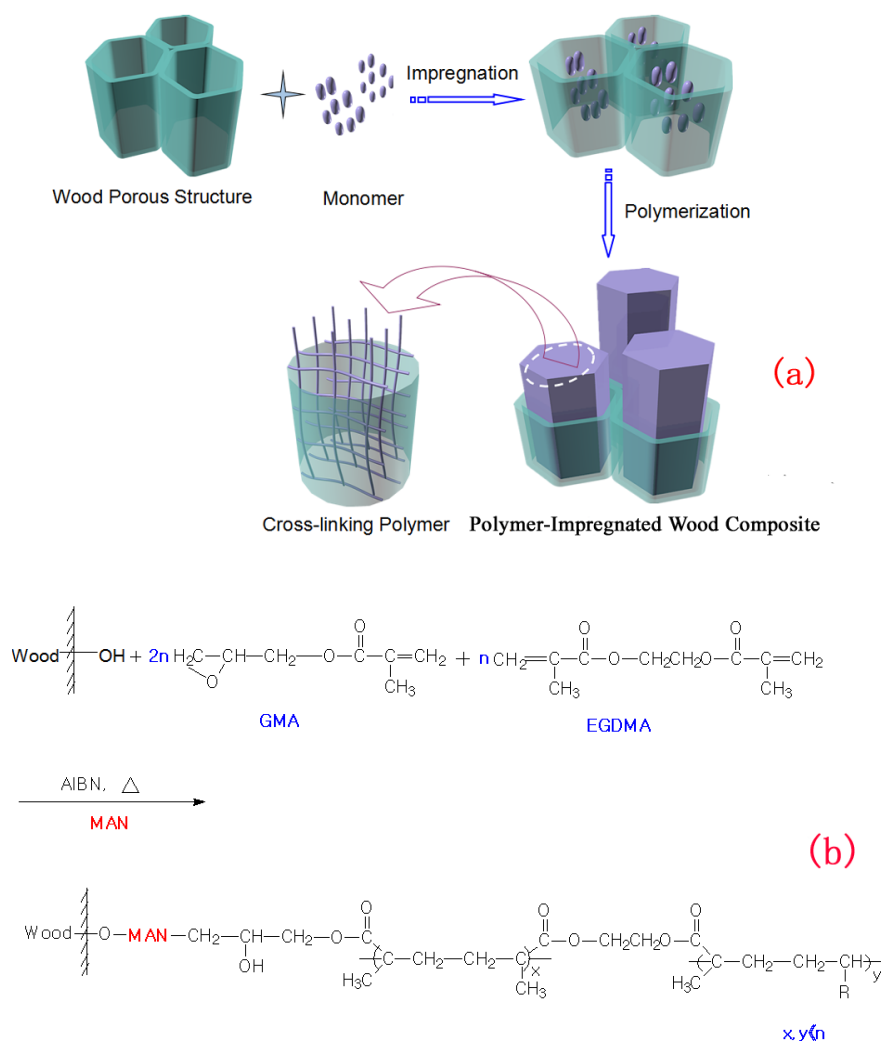 Impregnation
Wood Porous Structure
Monomer
Polymerization
(a)
Cross-linking Polymer
Polymer-Impregnated Wood Composite
Wood OH + 2n H₂C—CH—CH₂—O—C=CH₂ + n CH₂=C—C—O—CH₂CH₂O—C—C=CH₂
O O O O
CH₃ CH₃ CH₃
GMA
EGDMA
AIBN, △
MAN
(b)
O O O
Wood—O—MAN—CH₂—CH—CH₂—O—C (C—CH₂—CH₂—C)x C—O—CH₂CH₂O—C (C—CH₂—CH₂—CH)y
OH H₃C CH₃ H₃C R
x, y⟨n